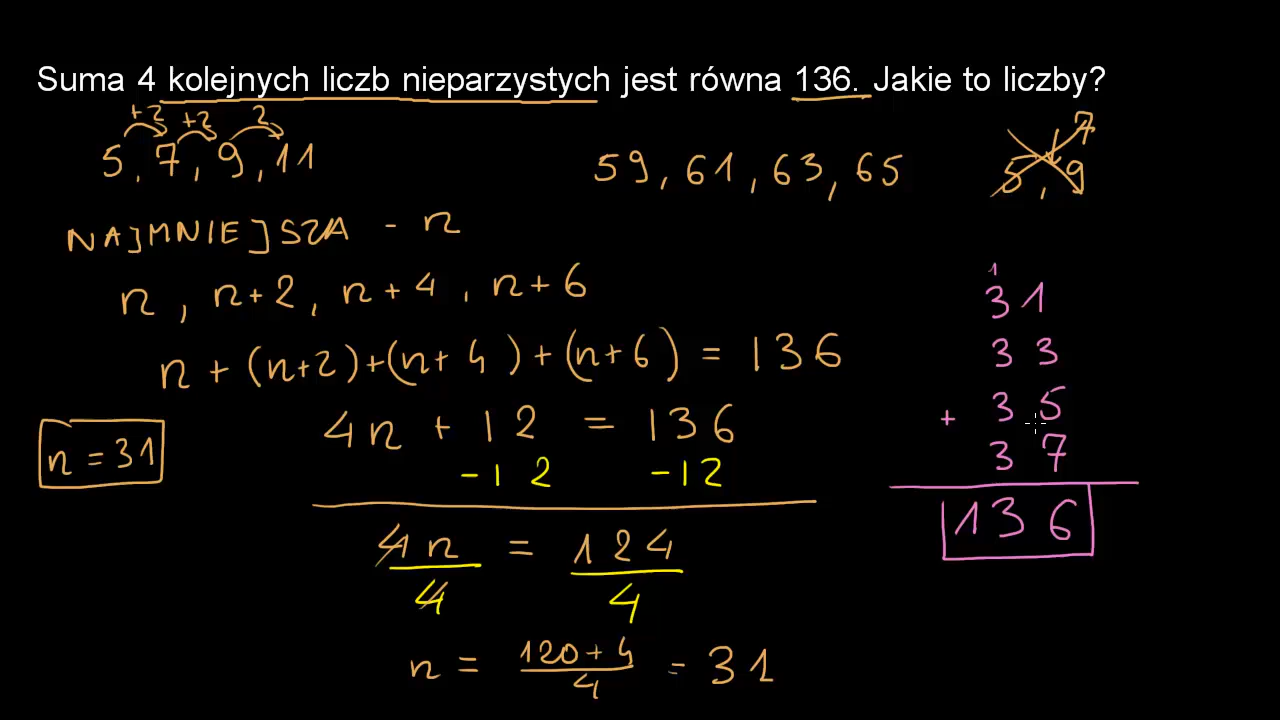 Suma 4 kolejnych liczb nieparzystych jest równa 136. Jakie to liczby?
+2 +2 2
5, 7, 9, 11
59, 61, 63, 65
7
5, 9
NAJMNIEJSZA - n
n, n+2, n+4, n+6
n + (n+2)+(n+4)+(n+6) = 136
4n + 12 = 136
-12 -12
4n = 124
4 4
n = 120+4 = 31
4
n = 31
1
31
33
+ 35
37
136